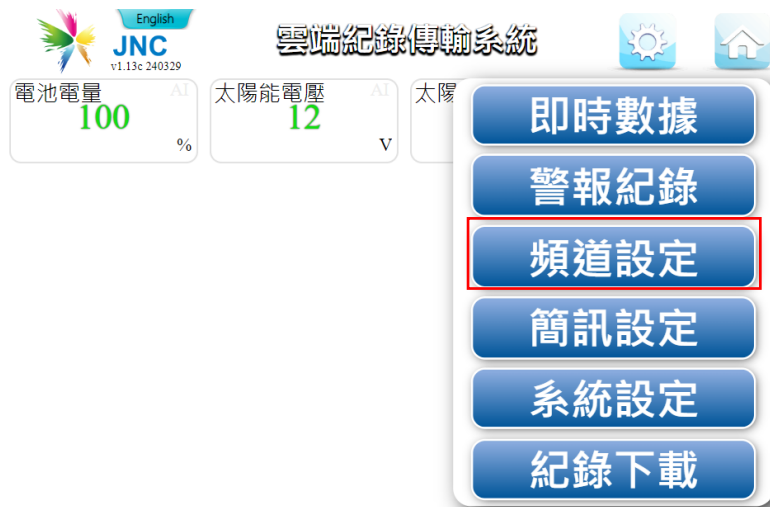 English
JNC
v1.13c 240329
雲端紀錄傳輸系統
電池電量 AI
100
%
太陽能電壓 AI
12
V
太陽
即時數據
警報紀錄
頻道設定
簡訊設定
系統設定
紀錄下載